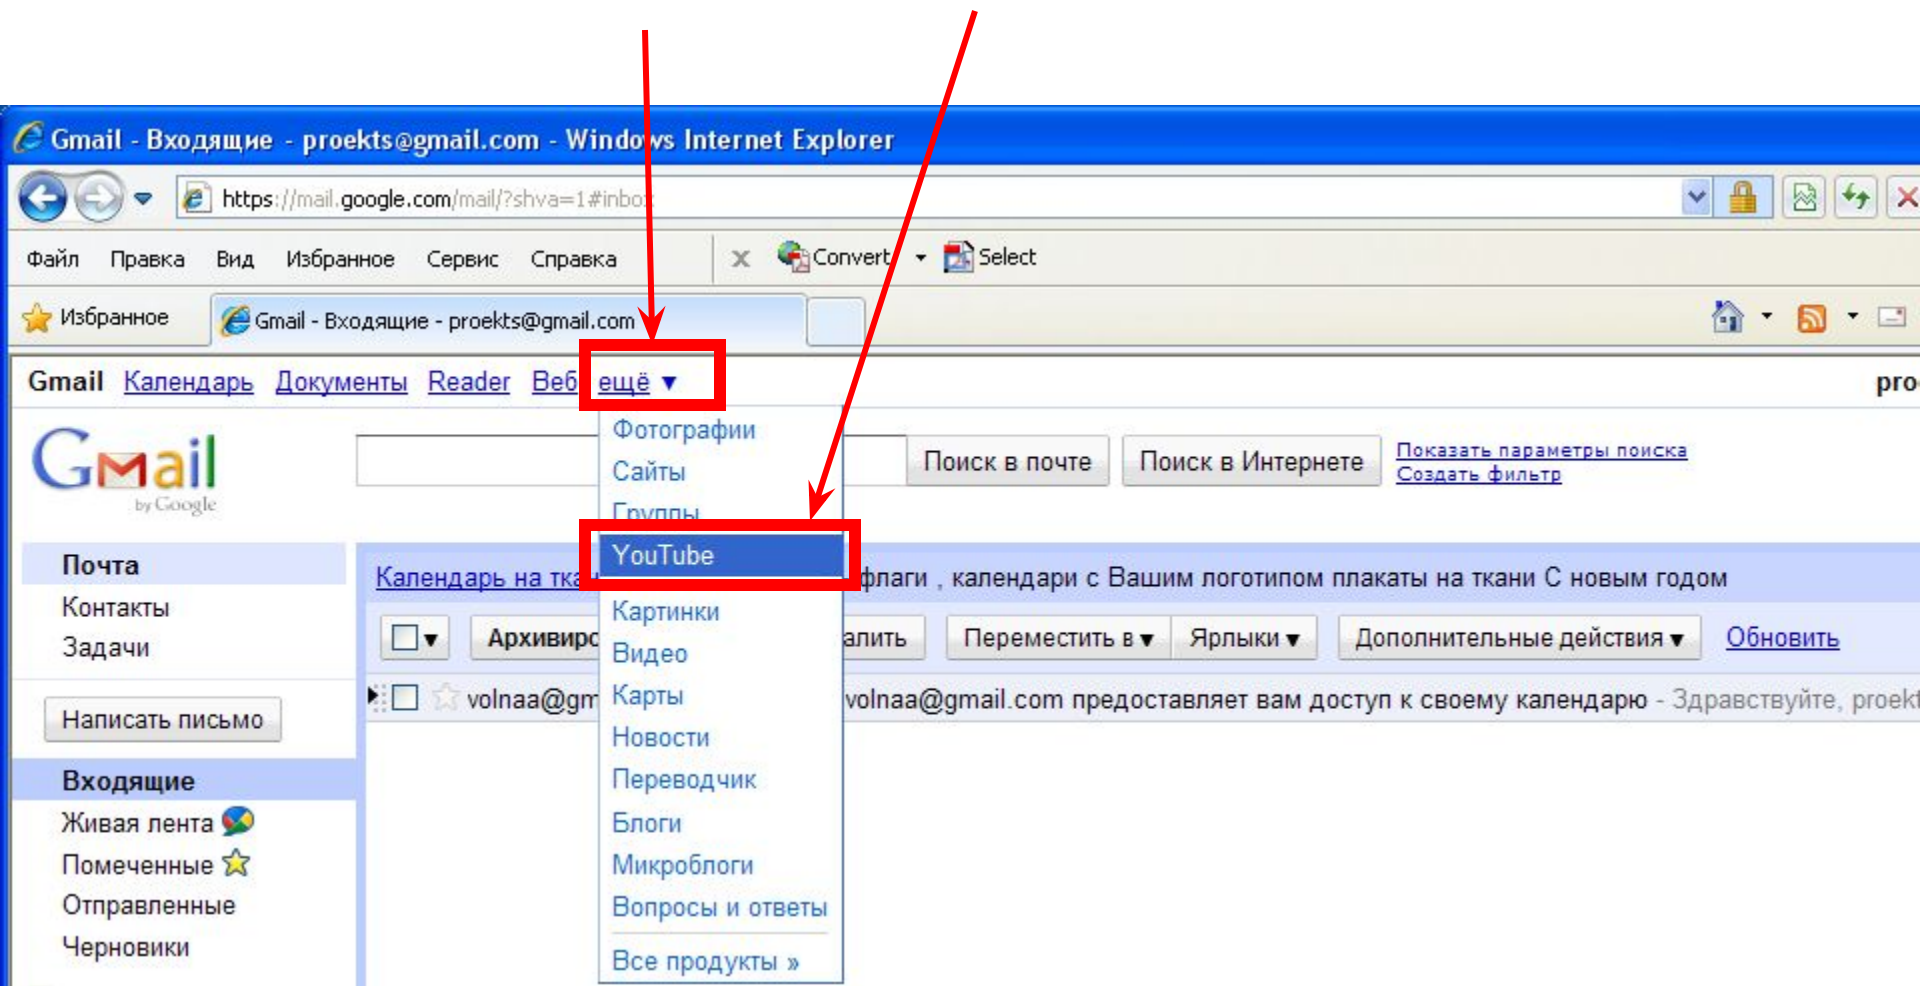 Gmail - Входящие - proekts@gmail.com - Windows Internet Explorer
https://mail.google.com/mail/?shva=1#inbox
Файл Правка Вид Избранное Сервис Справка
Convert Select
Избранное
Gmail - Входящие - proekts@gmail.com
Gmail Календарь Документы Reader Веб ещё ▼
Gmail
by Google
Поиск в почте
Поиск в Интернете
Показать параметры поиска
Создать фильтр
Фотографии
Сайты
Группы
YouTube
Картинки
Видео
Карты
Новости
Переводчик
Блоги
Микроблоги
Вопросы и ответы
Все продукты »
Почта
Контакты
Задачи
Написать письмо
Входящие
Живая лента
Помеченные
Отправленные
Черновики
Календарь на тка флаги , календари с Вашим логотипом плакаты на ткани С новым годом
Архивиро алить Переместить в ▼ Ярлыки ▼ Дополнительные действия ▼ Обновить
volnaa@gm volnaa@gmail.com предоставляет вам доступ к своему календарю - Здравствуйте, proekt